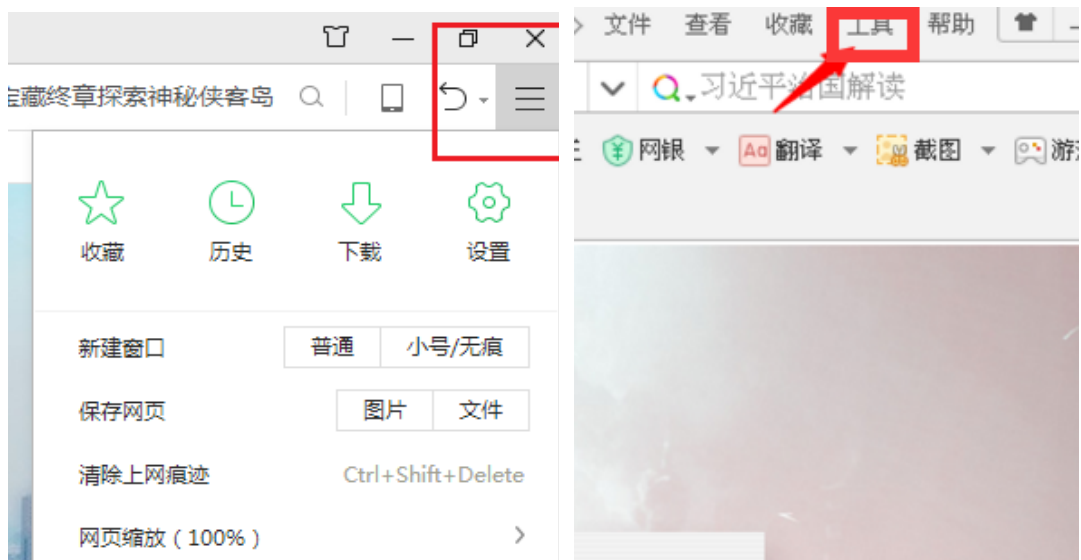 藏终章探索神秘侠客岛
收藏 历史 下载 设置
新建窗口 普通 小号/无痕
保存网页 图片 文件
清除上网痕迹 Ctrl+Shift+Delete
网页缩放 ( 100% )
文件 查看 收藏 工具 帮助
习近平治国解读
网银 Aa 翻译 截图 游